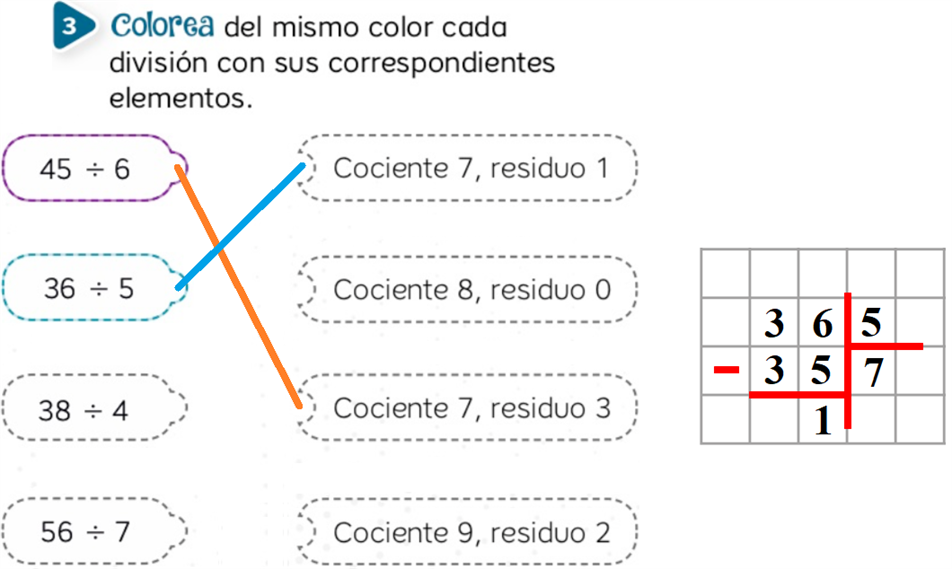 3 Colorea del mismo color cada
división con sus correspondientes
elementos.
45 ÷ 6
Cociente 7, residuo 1
36 ÷ 5
Cociente 8, residuo 0
38 ÷ 4
Cociente 7, residuo 3
56 ÷ 7
Cociente 9, residuo 2
3 6 5
- 3 5 7
1